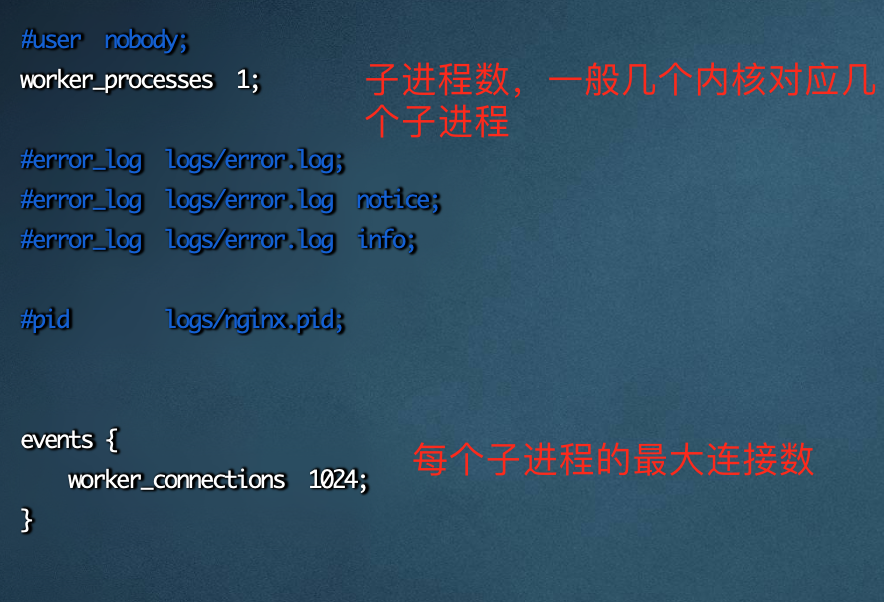 #user  nobody;
worker_processes  1;
子进程数，一般几个内核对应几
个子进程
#error_log  logs/error.log;
#error_log  logs/error.log  notice;
#error_log  logs/error.log  info;
#pid        logs/nginx.pid;
events {
    worker_connections  1024;
每个子进程的最大连接数
}